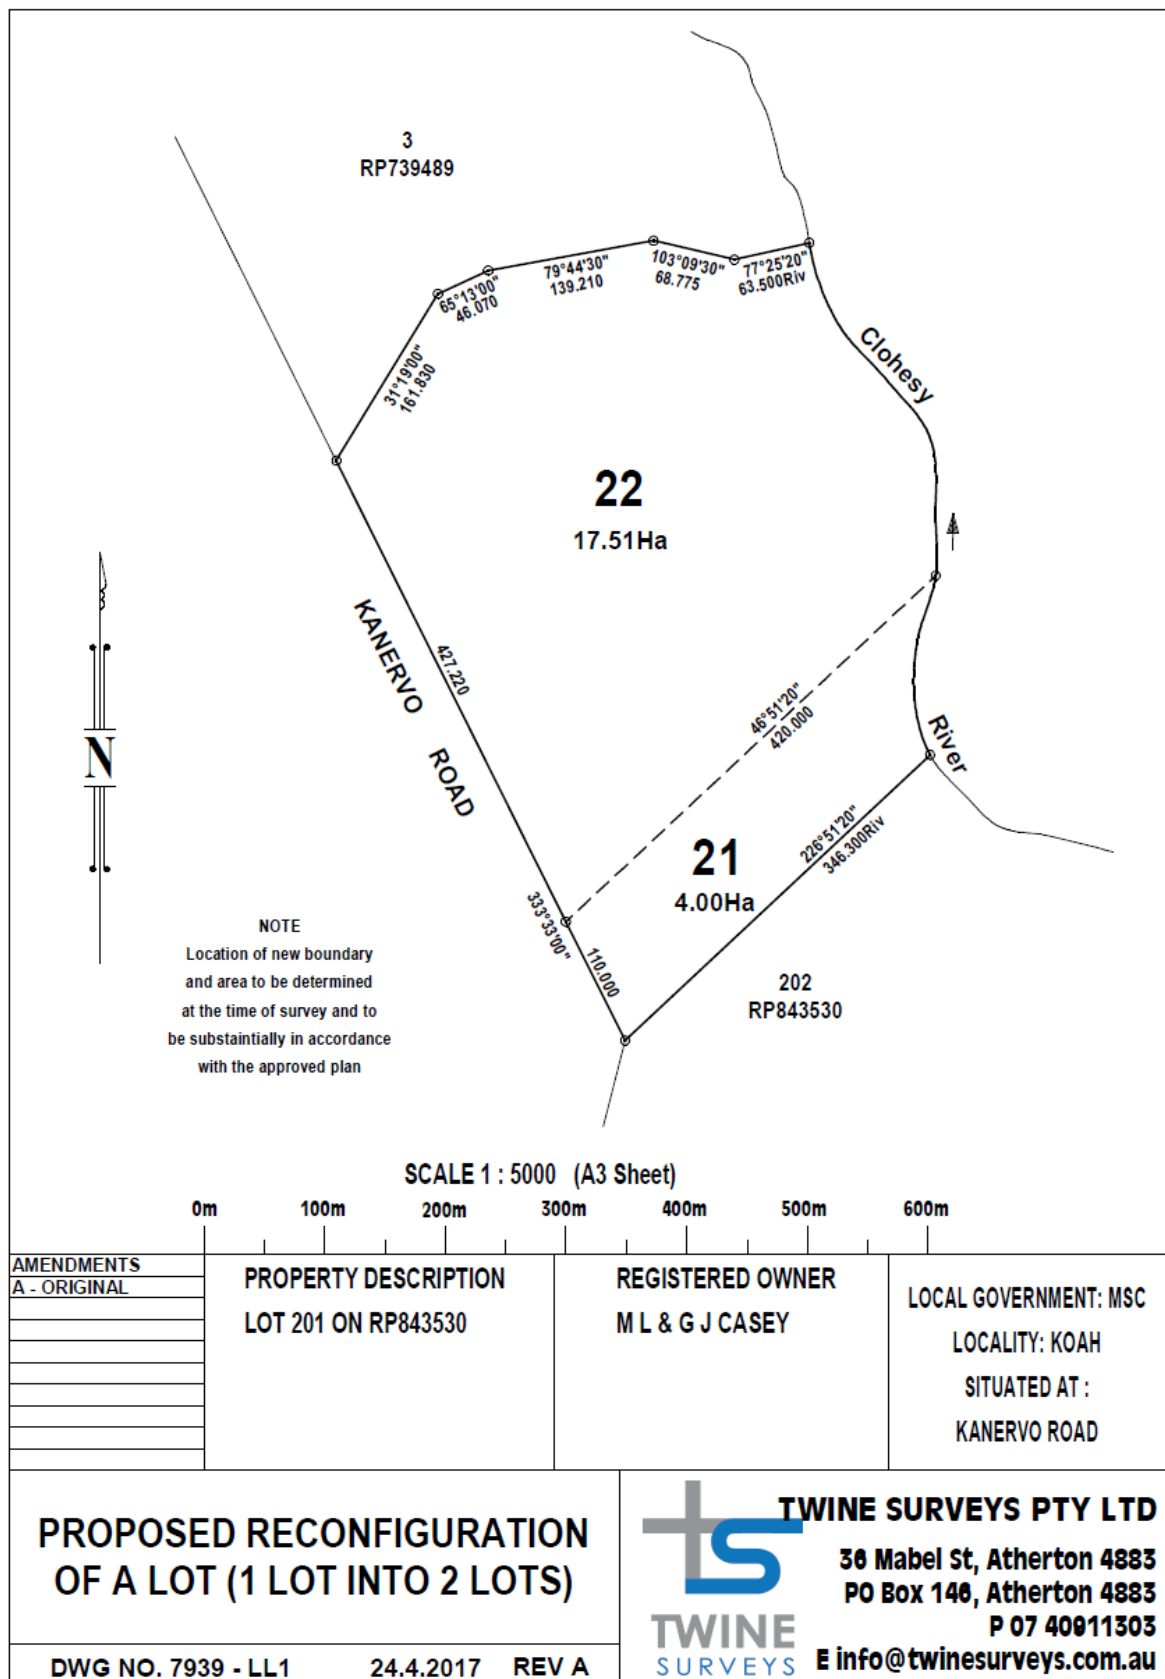 3
RP739489
103°09'30"
68.775
77°25'20"
63.500Riv
79°44'30"
139.210
65°13'00"
46.070
31°19'00"
161.830
Clohesy
22
17.51Ha
KANERVO ROAD
427.220
46°51'20"
420.000
River
N
21
4.00Ha
226°51'20"
346.300Riv
333°33'00"
110.000
202
RP843530
NOTE
Location of new boundary
and area to be determined
at the time of survey and to
be substaintially in accordance
with the approved plan
SCALE 1 : 5000 (A3 Sheet)
0m 100m 200m 300m 400m 500m 600m
AMENDMENTS
A - ORIGINAL
PROPERTY DESCRIPTION
LOT 201 ON RP843530
REGISTERED OWNER
M L & G J CASEY
LOCAL GOVERNMENT: MSC
LOCALITY: KOAH
SITUATED AT :
KANERVO ROAD
PROPOSED RECONFIGURATION
OF A LOT (1 LOT INTO 2 LOTS)
DWG NO. 7939 - LL1 24.4.2017 REV A
ts
TWINE
SURVEYS
TWINE SURVEYS PTY LTD
36 Mabel St, Atherton 4883
PO Box 146, Atherton 4883
P 07 40911303
E info@twinesurveys.com.au